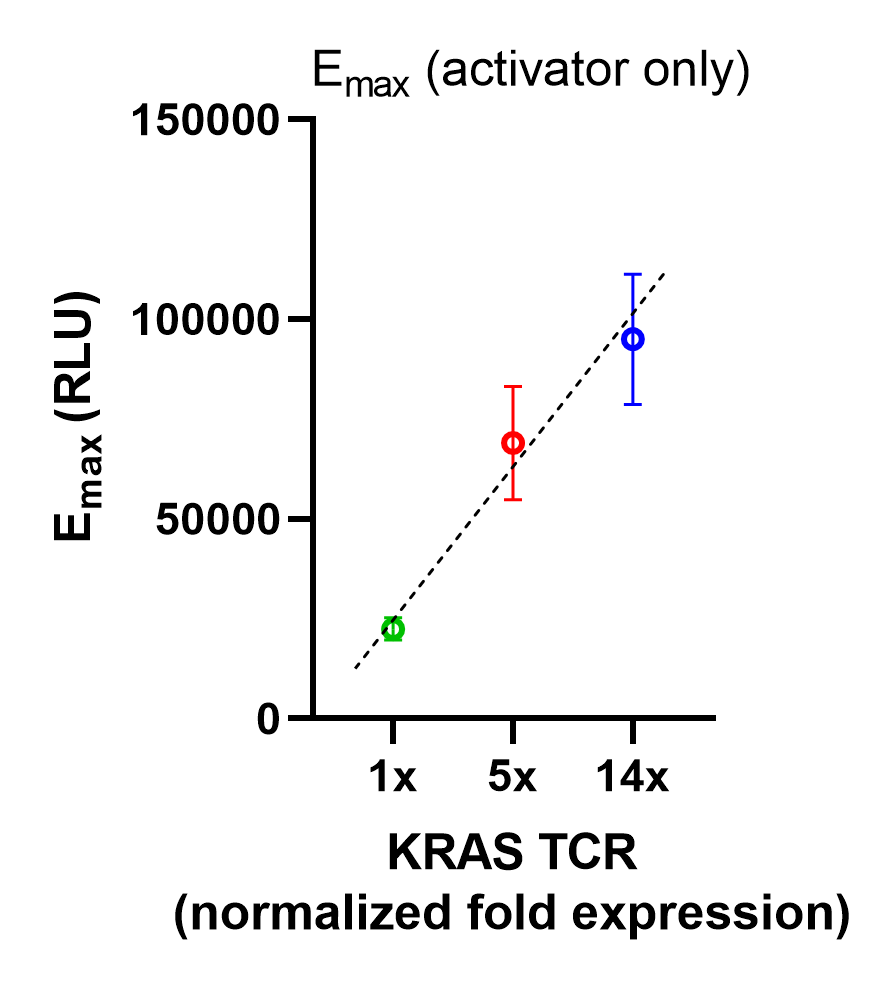 Emax (activator only)
150000
100000
50000
0
Emax (RLU)
1x 5x 14x
KRAS TCR
(normalized fold expression)